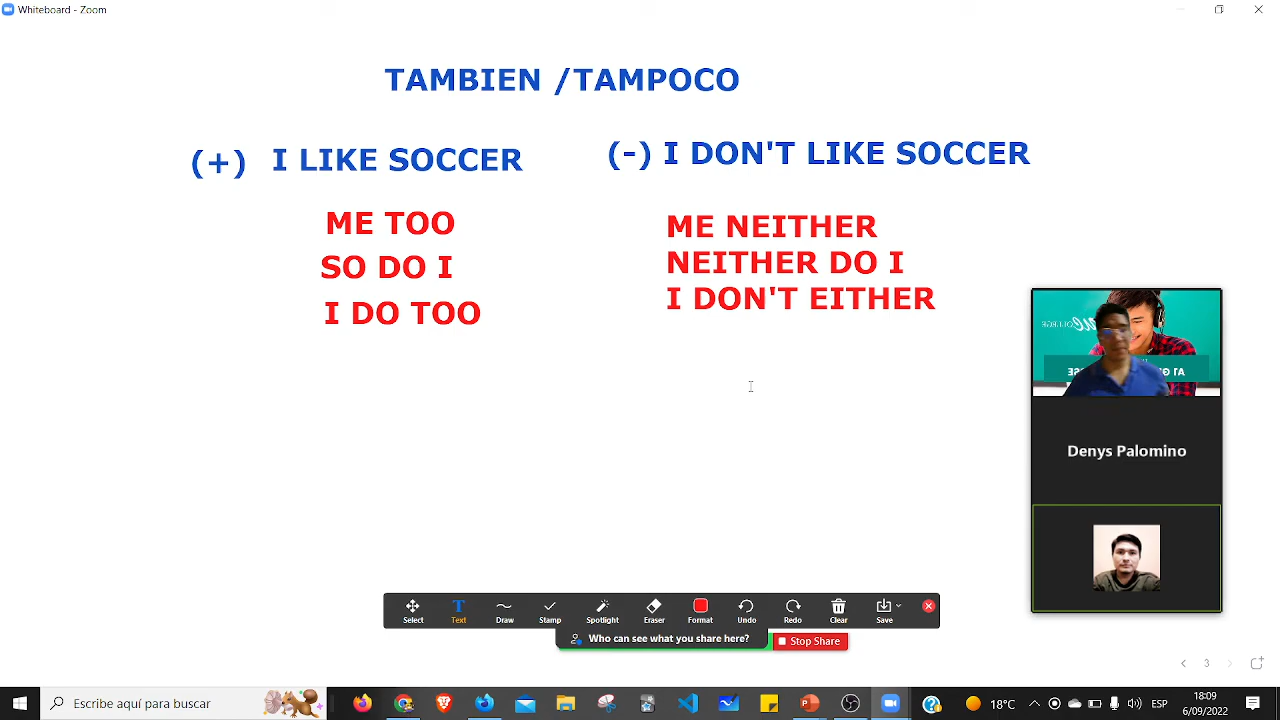 Whiteboard - Zoom
TAMBIEN /TAMPOCO
(+) I LIKE SOCCER
ME TOO
SO DO I
I DO TOO
(-) I DON'T LIKE SOCCER
ME NEITHER
NEITHER DO I
I DON'T EITHER
Denys Palomino
Select Text Draw Stamp Spotlight Eraser Format Undo Redo Clear Save
Who can see what you share here? Stop Share
3
Escribe aquí para buscar
18°C
ESP
18:09
6/09/2022